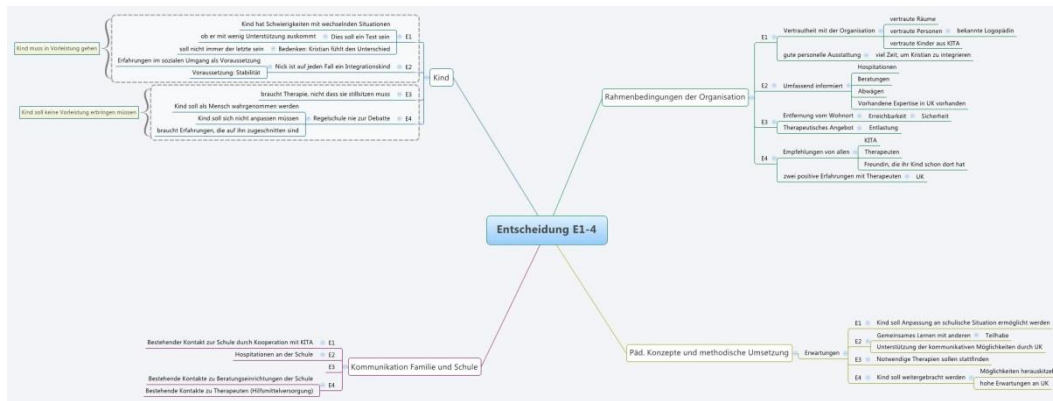 Kind muss in Vorleistung gehen
Kind soll keine Vorleistung erbringen müssen
Kind hat Schwierigkeiten mit wechselnden Situationen
ob er mit wenig Unterstützung auskommt
Dies soll ein Test sein
E1
soll nicht immer der letzte sein
Bedenken: Kristian fühlt den Unterschied
Erfahrungen im sozialen Umgang als Voraussetzung
Voraussetzung: Stabilität
Nick ist auf jeden Fall ein Integrationskind
E2
braucht Therapie, nicht dass sie stillsitzen muss
E3
Kind soll als Mensch wahrgenommen werden
Kind soll sich nicht anpassen müssen
braucht Erfahrungen, die auf ihn zugeschnitten sind
Regelschule nie zur Debatte
E4
Kind
Rahmenbedingungen der Organisation
E1
Vertrautheit mit der Organisation
vertraute Räume
vertraute Personen
bekannte Logopädin
vertraute Kinder aus KITA
gute personelle Ausstattung
viel Zeit, um Kristian zu integrieren
E2
Umfassend informiert
Hospitationen
Beratungen
Abwägen
Vorhandene Expertise in UK vorhanden
E3
Entfernung vom Wohnort
Erreichbarkeit
Sicherheit
Therapeutisches Angebot
Entlastung
E4
Empfehlungen von allen
KITA
Therapeuten
Freundin, die ihr Kind schon dort hat
zwei positive Erfahrungen mit Therapeuten
UK
Entscheidung E1-4
Bestehender Kontakt zur Schule durch Kooperation mit KITA
E1
Hospitationen an der Schule
E2
E3
Bestehende Kontakte zu Beratungseinrichtungen der Schule
Bestehende Kontakte zu Therapeuten (Hilfsmittelversorgung)
E4
Kommunikation Familie und Schule
Päd. Konzepte und methodische Umsetzung
Erwartungen
E1
Kind soll Anpassung an schulische Situation ermöglicht werden
E2
Gemeinsames Lernen mit anderen
Teilhabe
Unterstützung der kommunikativen Möglichkeiten durch UK
E3
Notwendige Therapien sollen stattfinden
E4
Kind soll weitergebracht werden
Möglichkeiten herauskitzel
hohe Erwartungen an UK